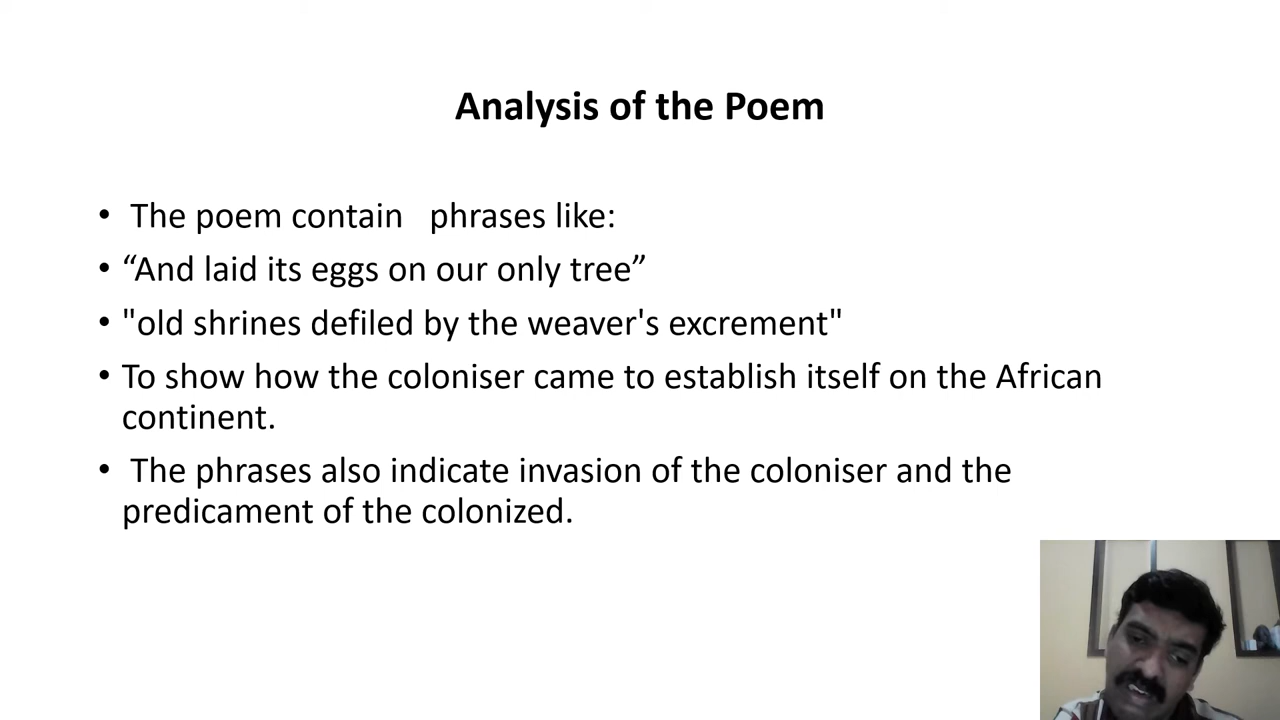 Analysis of the Poem
• The poem contain phrases like:
• “And laid its eggs on our only tree”
• "old shrines defiled by the weaver's excrement"
• To show how the coloniser came to establish itself on the African
continent.
• The phrases also indicate invasion of the coloniser and the
predicament of the colonized.